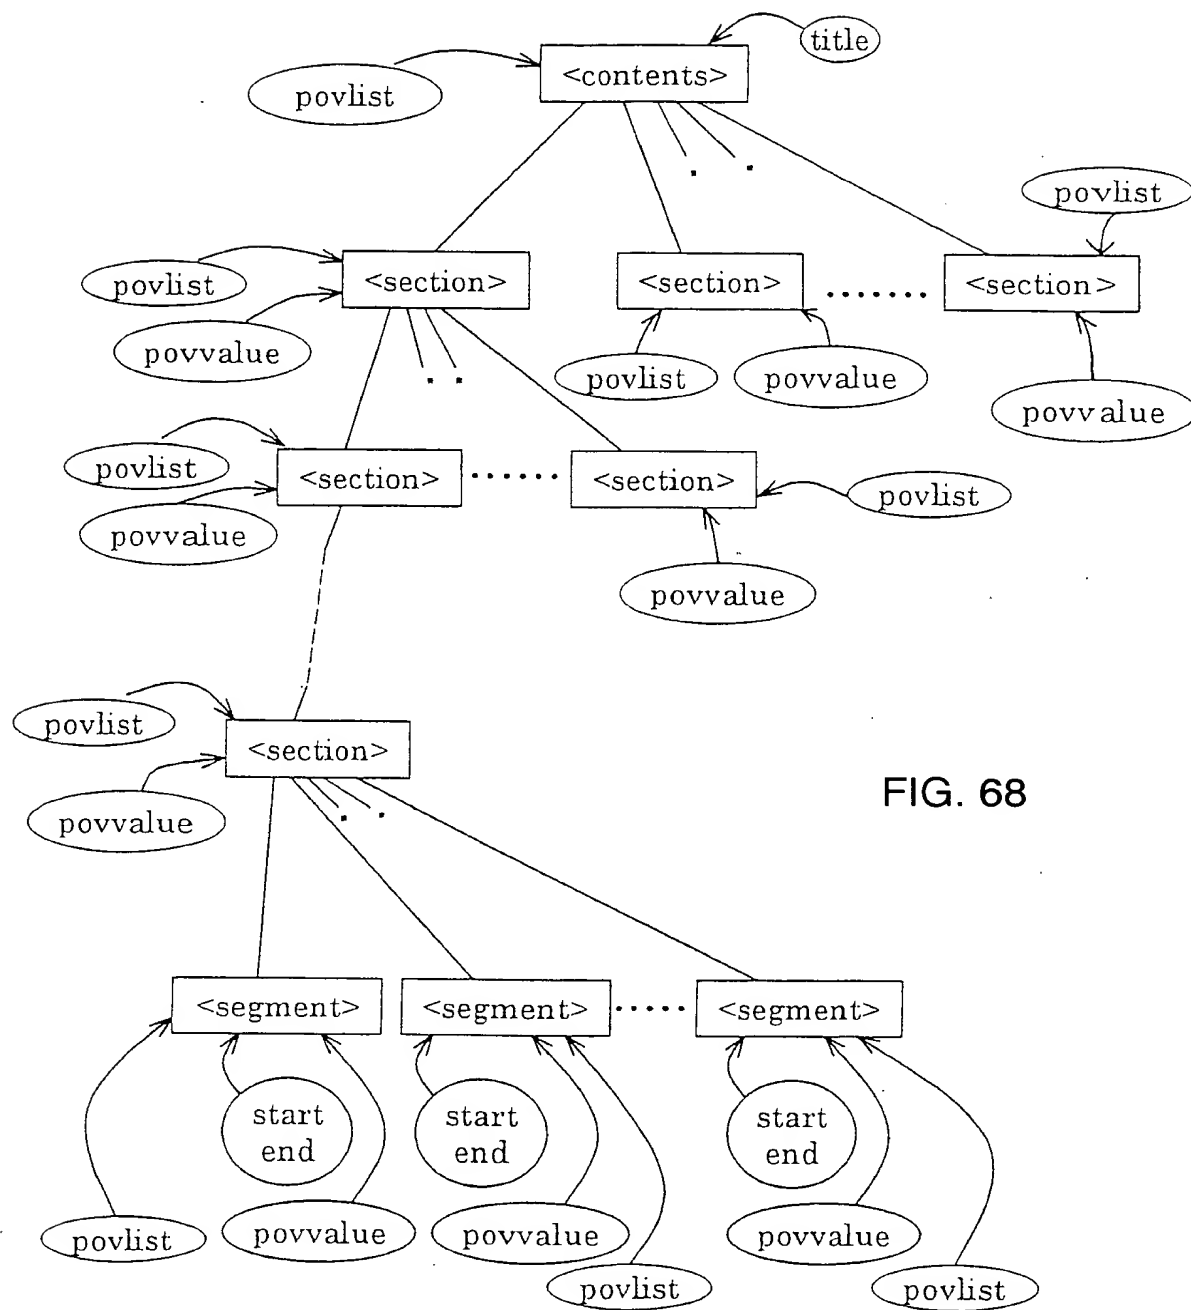 title
<contents>
povlist
povlist
<section>
<section>
<section>
povlist
povvalue
povlist
povvalue
povvalue
povlist
<section>
<section>
povlist
povvalue
povvalue
povlist
<section>
povvalue
FIG. 68
<segment>
<segment>
<segment>
start
end
start
end
start
end
povlist
povvalue
povvalue
povvalue
povlist
povlist